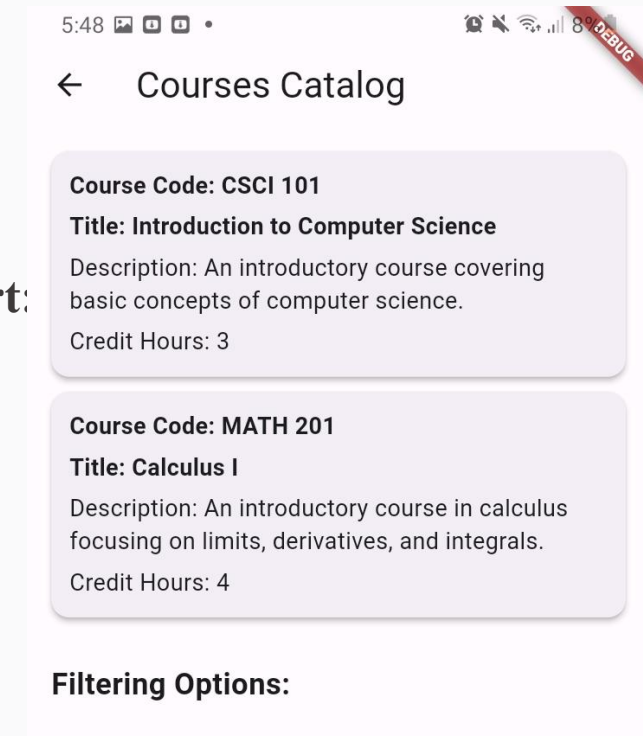 5:48
8%
DEBUG
Courses Catalog
Course Code: CSCI 101
Title: Introduction to Computer Science
Description: An introductory course covering
basic concepts of computer science.
Credit Hours: 3
Course Code: MATH 201
Title: Calculus I
Description: An introductory course in calculus
focusing on limits, derivatives, and integrals.
Credit Hours: 4
Filtering Options: